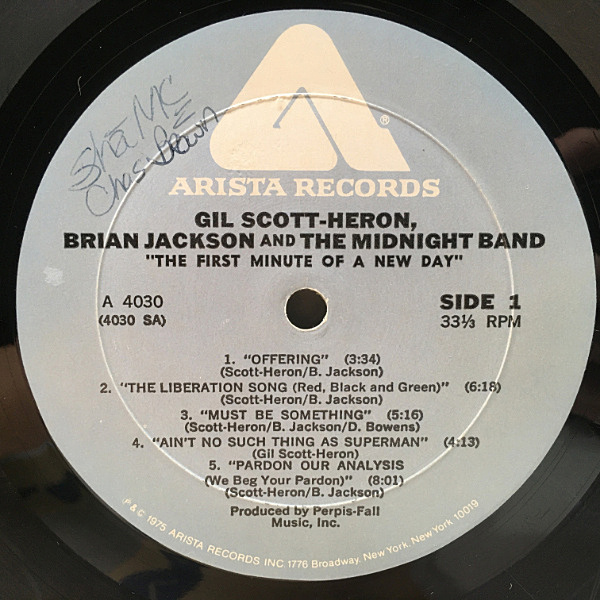 Chris Brown
®
ARISTA RECORDS
GIL SCOTT-HERON,
BRIAN JACKSON AND THE MIDNIGHT BAND
"THE FIRST MINUTE OF A NEW DAY"
A 4030
(4030 SA)
SIDE 1
33⅓ RPM
1. "OFFERING" (3:34)
(Scott-Heron/B. Jackson)
2. "THE LIBERATION SONG (Red, Black and Green)" (6:18)
(Scott-Heron/B. Jackson)
3. "MUST BE SOMETHING" (5:16)
(Scott-Heron/B. Jackson/D. Bowens)
4. "AIN'T NO SUCH THING AS SUPERMAN" (4:13)
(Gil Scott-Heron)
5. "PARDON OUR ANALYSIS
(We Beg Your Pardon)" (8:01)
(Scott-Heron/B. Jackson)
Produced by Perpis-Fall
Music, Inc.
℗ & © 1975 ARISTA RECORDS INC. 1776 Broadway, New York, New York 10019